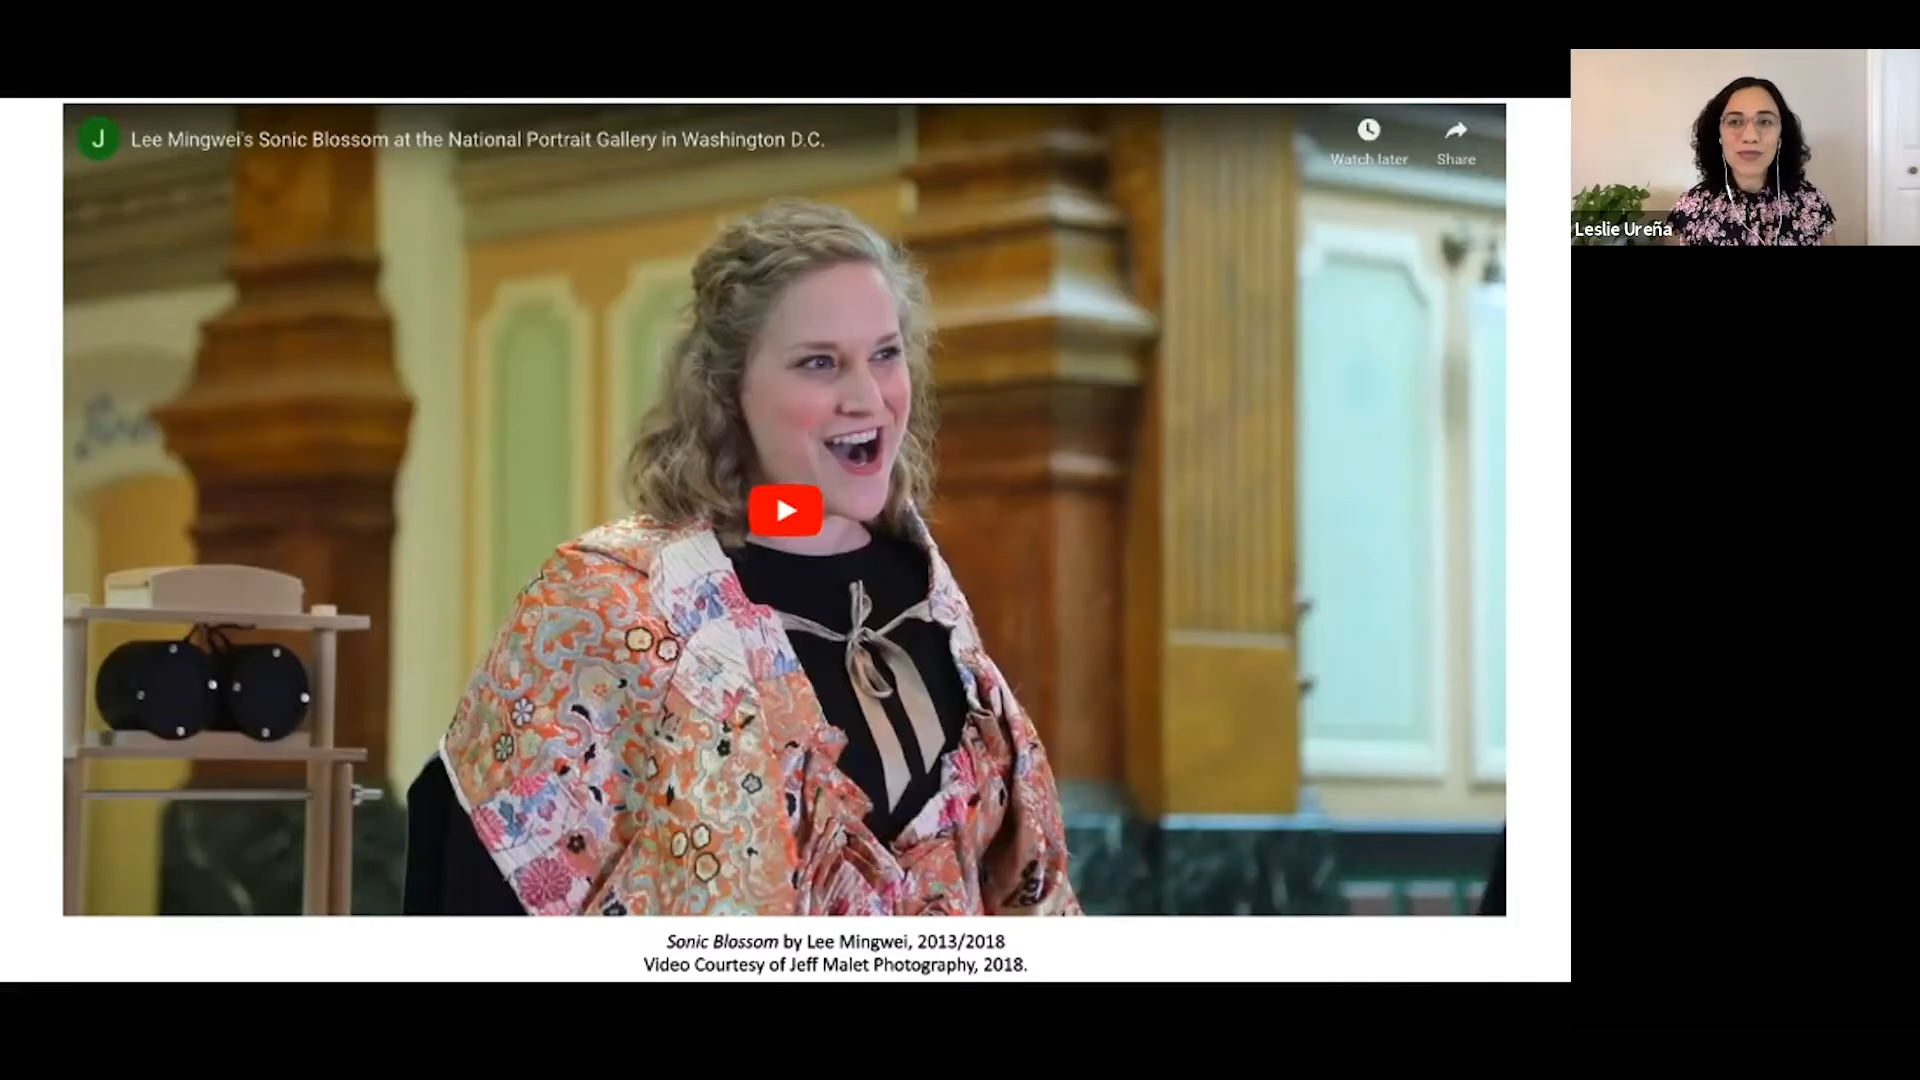 J
Lee Mingwei's Sonic Blossom at the National Portrait Gallery in Washington D.C.
Watch later
Share
Leslie Ureña
Sonic Blossom by Lee Mingwei, 2013/2018
Video Courtesy of Jeff Malet Photography, 2018.